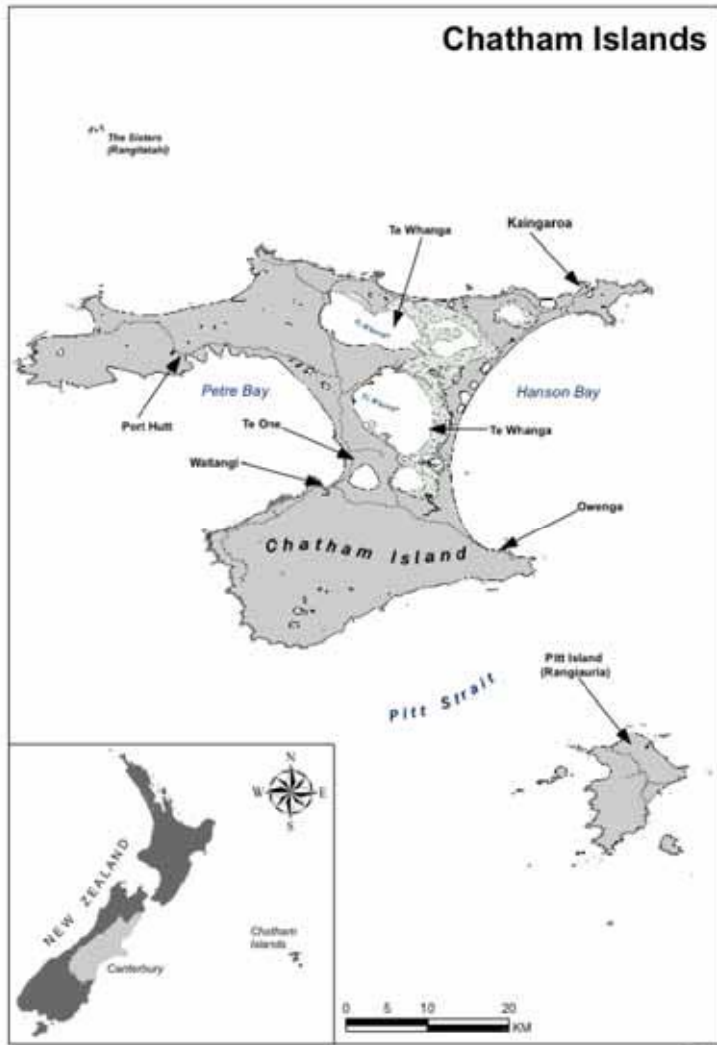 Chatham Islands
The Sisters
(Rangitatahi)
Te Whanga
Kaingaroa
Petre Bay
Hanson Bay
Port Hutt
Te One
Te Whanga
Waitangi
Owenga
Chatham Island
Pitt Island
(Rangiauria)
Pitt Strait
N
W E
S
NEW ZEALAND
Chatham
Islands
Canterbury
0 5 10 20
KM